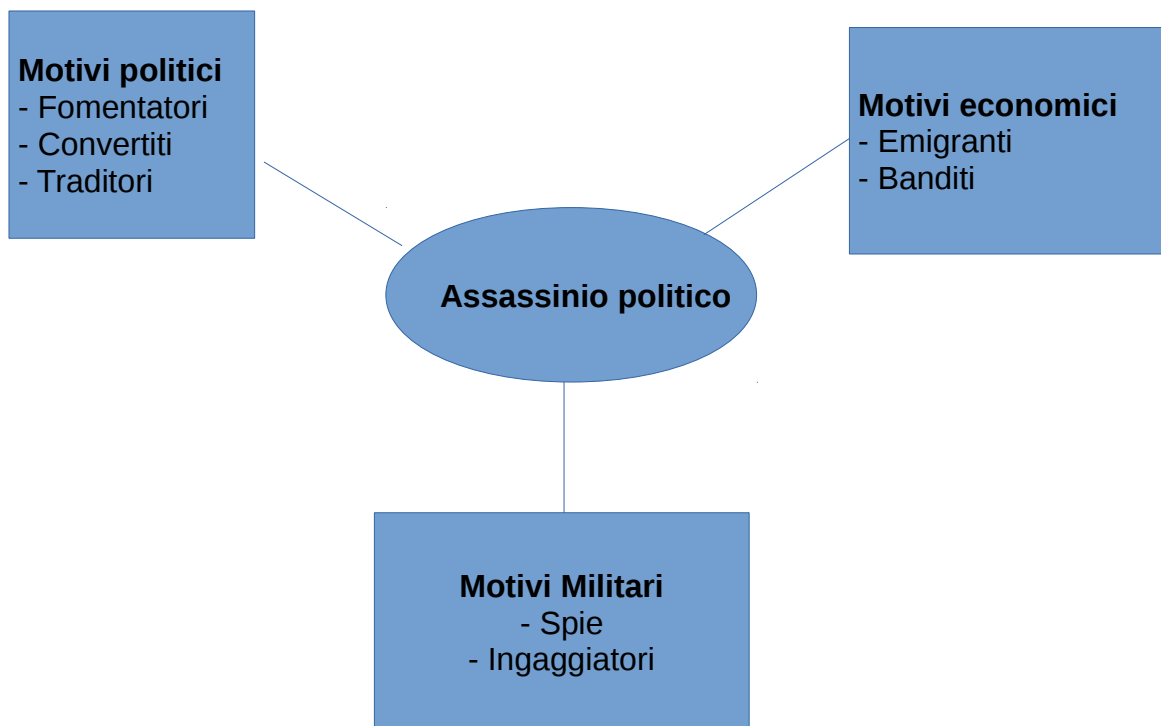 Motivi politici
- Fomentatori
- Convertiti
- Traditori
Motivi economici
- Emigranti
- Banditi
Assassinio politico
Motivi Militari
- Spie
- Ingaggiatori